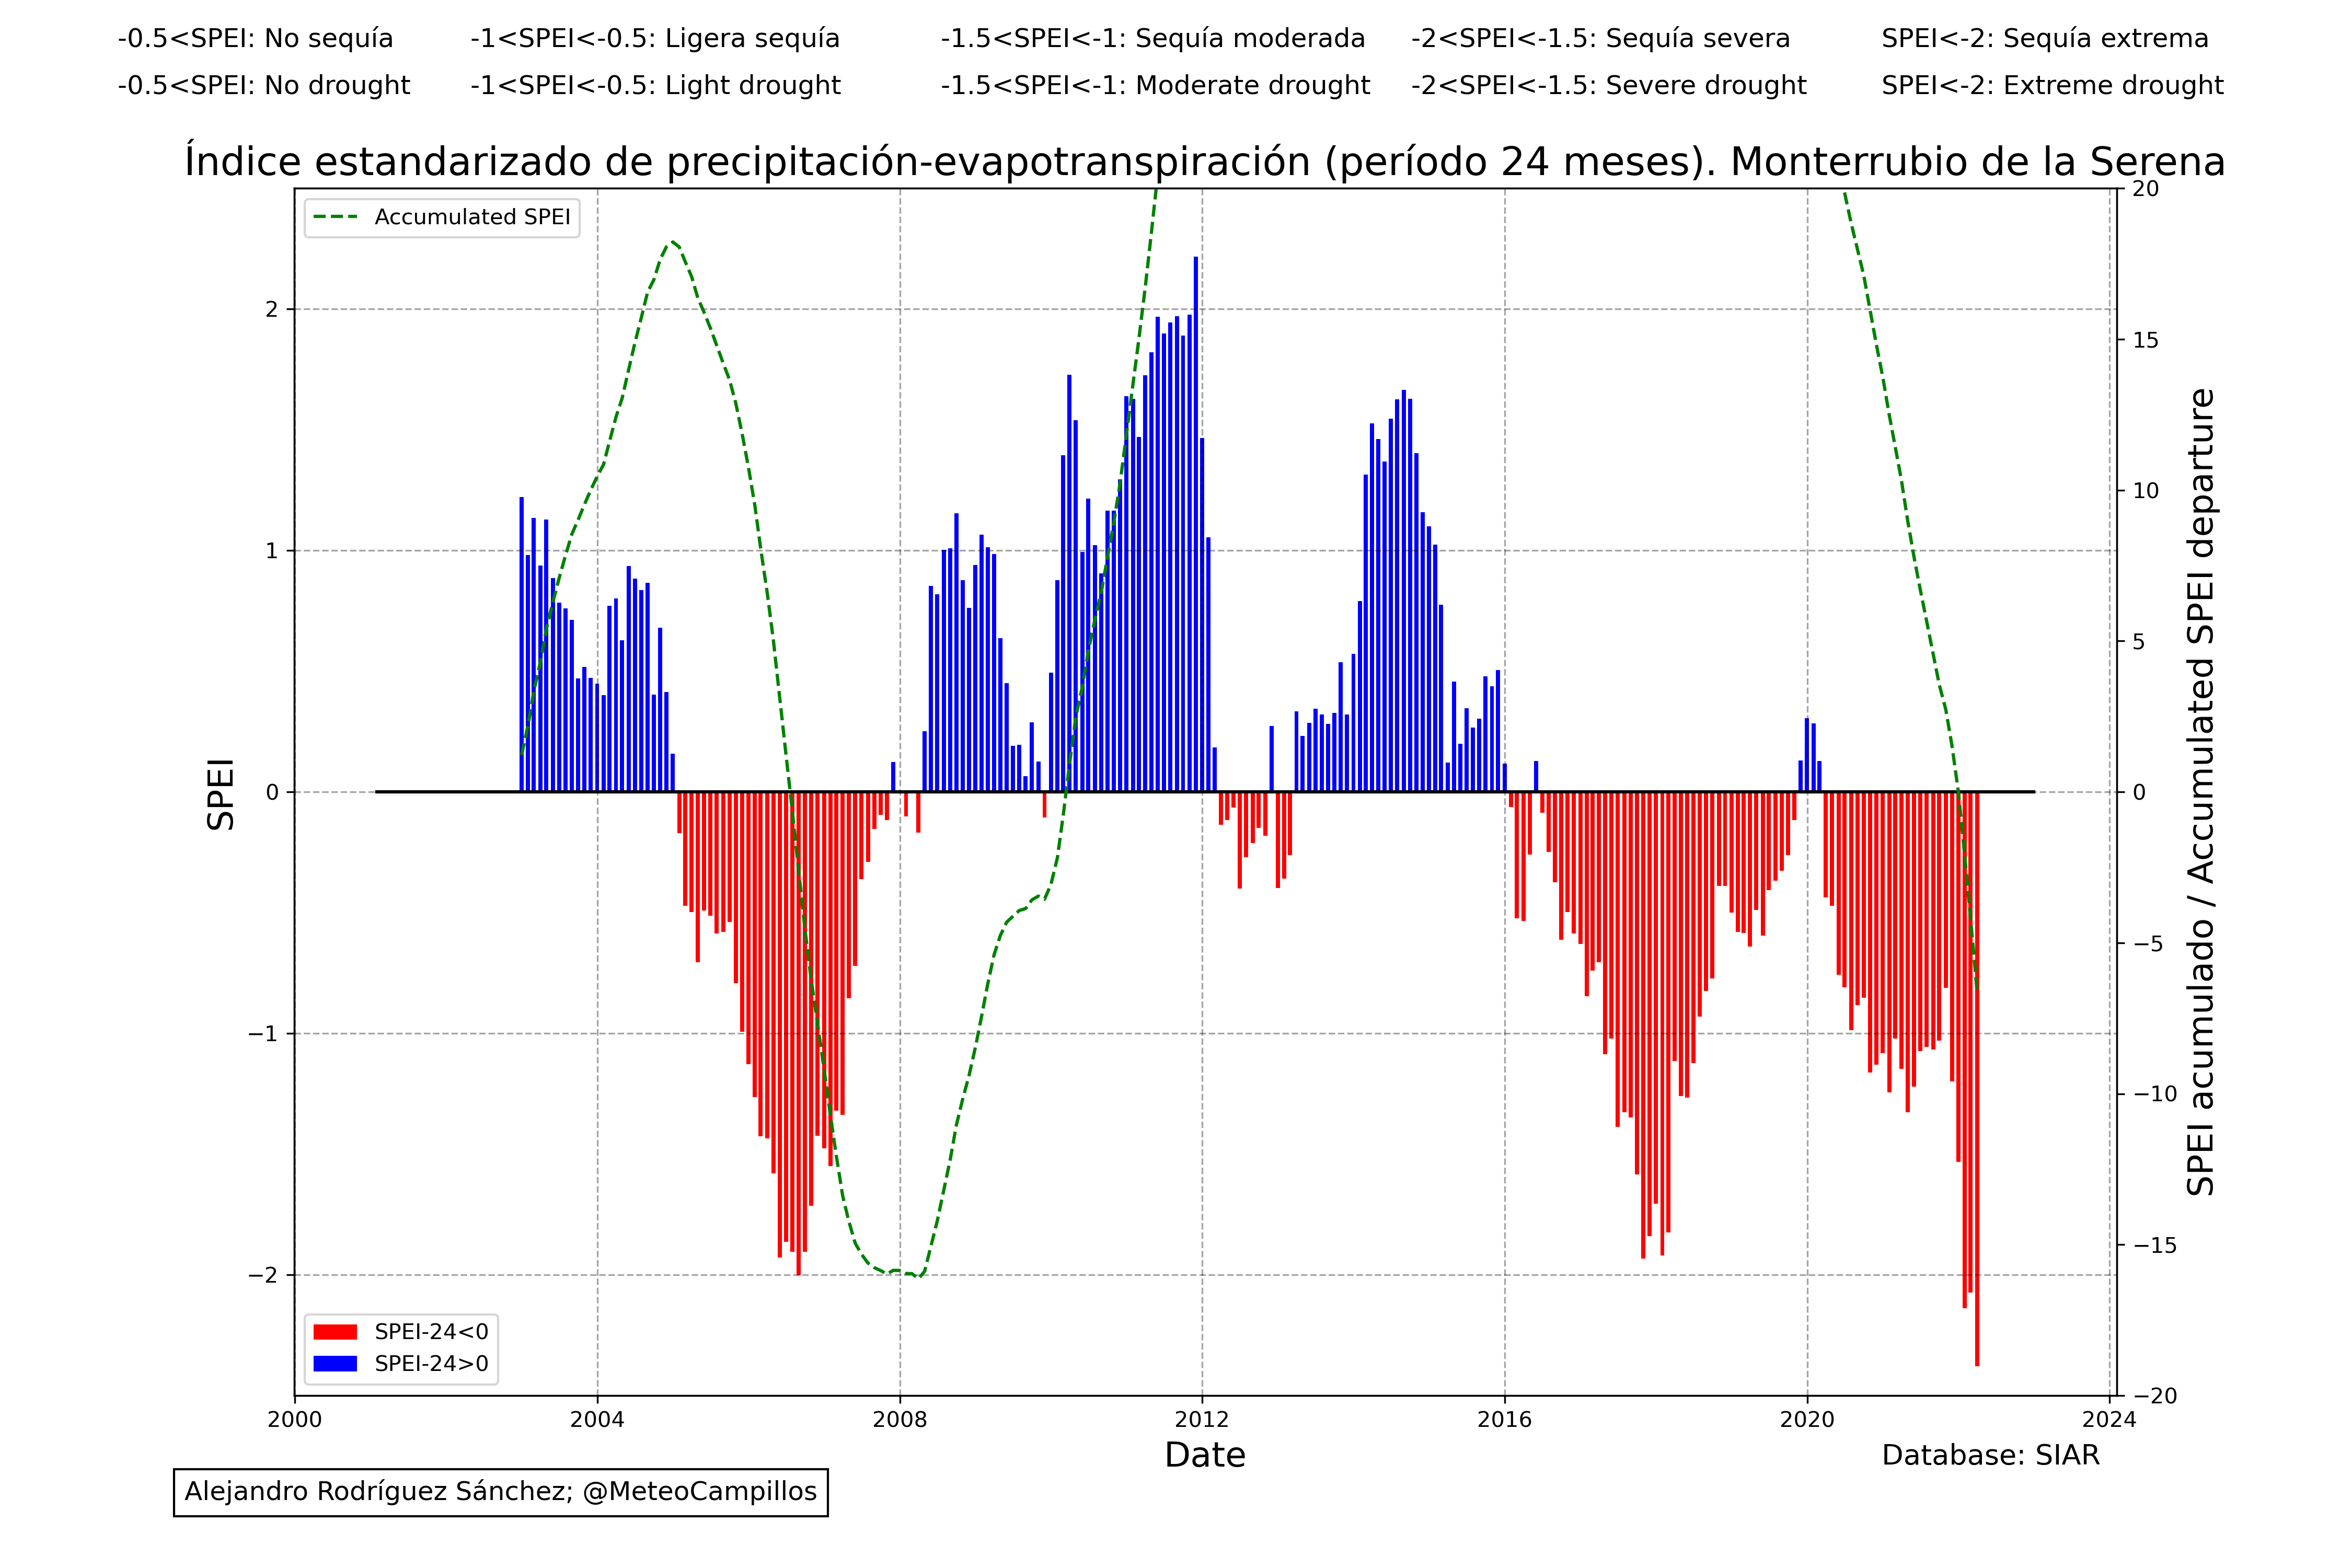 -0.5<SPEI: No sequía -1<SPEI<-0.5: Ligera sequía -1.5<SPEI<-1: Sequía moderada -2<SPEI<-1.5: Sequía severa SPEI<-2: Sequía extrema
-0.5<SPEI: No drought -1<SPEI<-0.5: Light drought -1.5<SPEI<-1: Moderate drought -2<SPEI<-1.5: Severe drought SPEI<-2: Extreme drought
Índice estandarizado de precipitación-evapotranspiración (período 24 meses). Monterrubio de la Serena
Accumulated SPEI
2
1
0
−1
−2
SPEI
20
15
10
5
0
−5
−10
−15
−20
SPEI acumulado / Accumulated SPEI departure
SPEI-24<0
SPEI-24>0
2000 2004 2008 2012 2016 2020 2024
Date
Database: SIAR
Alejandro Rodríguez Sánchez; @MeteoCampillos